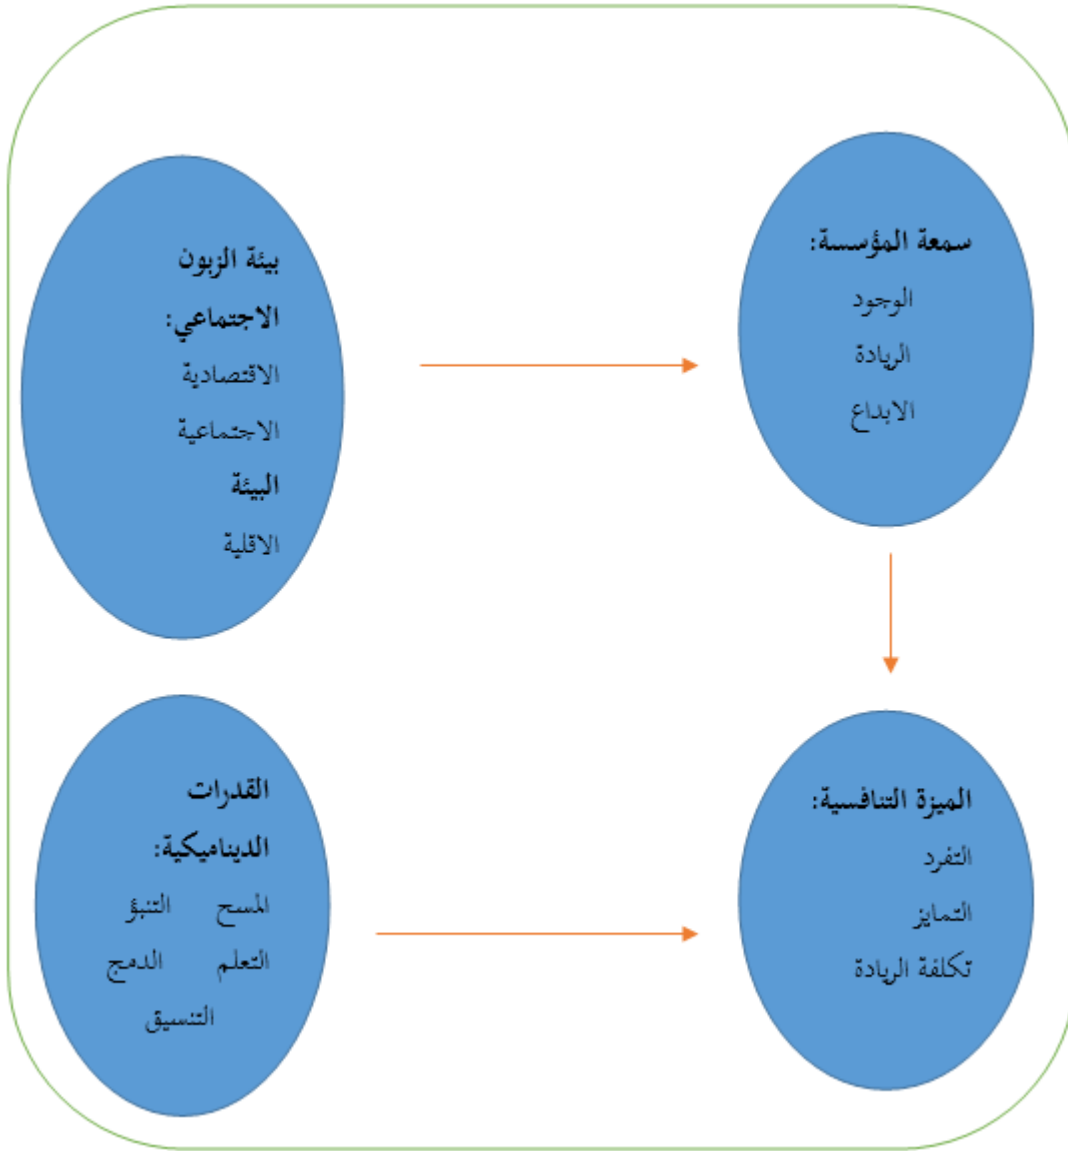 سمعة المؤسسة:
الوجود
الريادة
الابداع
بيئة الزبون
الاجتماعي:
الاقتصادية
الاجتماعية
البيئة
الاقلية
الميزة التنافسية:
التفرد
التمايز
تكلفة الريادة
القدرات
الديناميكية:
المسح التنبؤ
التعلم الدمج
التنسيق